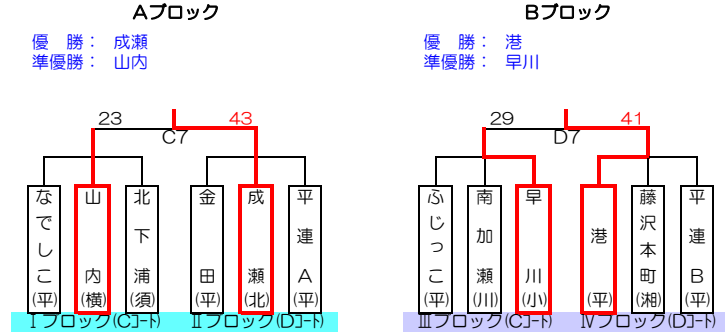 Aブロック
優　勝：　成瀬
準優勝：　山内
23
43
C7
なでしこ(平)
山内(横)
北下浦(須)
金田(平)
成瀬(北)
平連A(平)
Ⅰブロック(Cコート)
Ⅱブロック(Dコート)
Bブロック
優　勝：　港
準優勝：　早川
29
41
D7
ふじっこ(平)
南加瀬(川)
早川(小)
港(平)
藤沢本町(湘)
平連B(平)
Ⅲブロック(Cコート)
Ⅳブロック(Dコート)